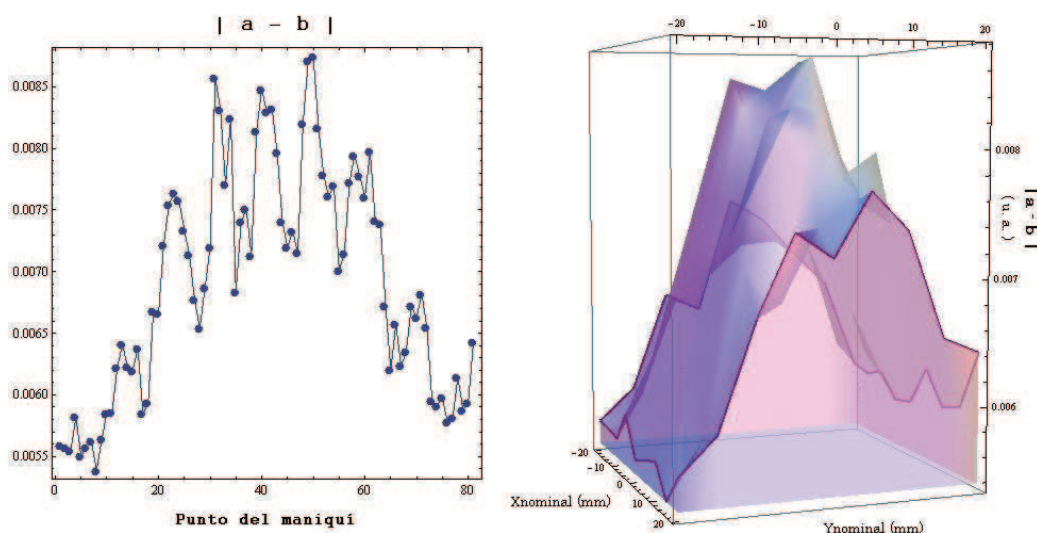 | a - b |
0.0085
0.0080
0.0075
0.0070
0.0065
0.0060
0.0055
0 20 40 60 80
Punto del maniquí
-20 -10 0 10 20
0.008
0.007
0.006
|a-b|
(u.a.)
-20
-10
0
10
20
Xnominal (mm)
Ynominal (mm)